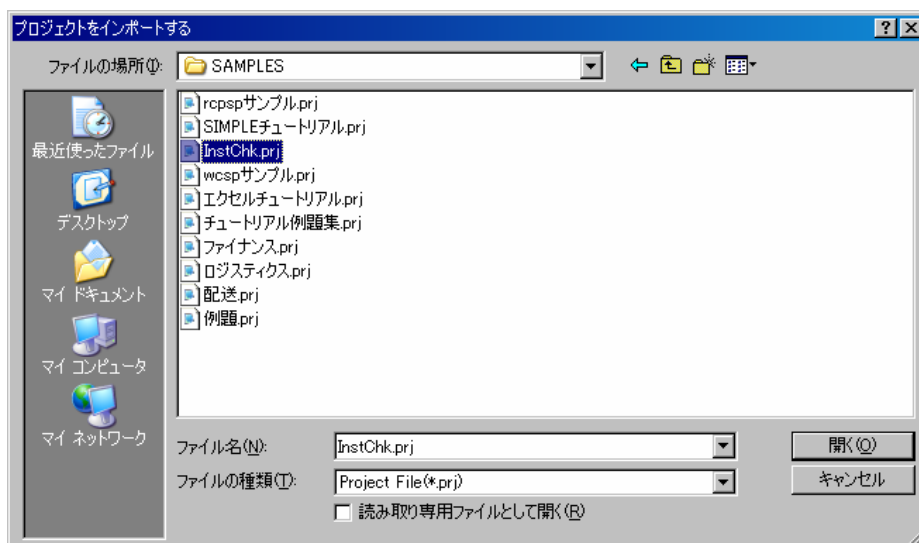 プロジェクトをインポートする
ファイルの場所(I):
SAMPLES
最近使ったファイル
デスクトップ
マイ ドキュメント
マイ コンピュータ
マイ ネットワーク
rcpspサンプル.prj
SIMPLEチュートリアル.prj
InstChk.prj
wcspサンプル.prj
エクセルチュートリアル.prj
チュートリアル例題集.prj
ファイナンス.prj
ロジスティクス.prj
配送.prj
例題.prj
ファイル名(N):
InstChk.prj
開く(O)
ファイルの種類(T):
Project File(*.prj)
キャンセル
読み取り専用ファイルとして開く(R)